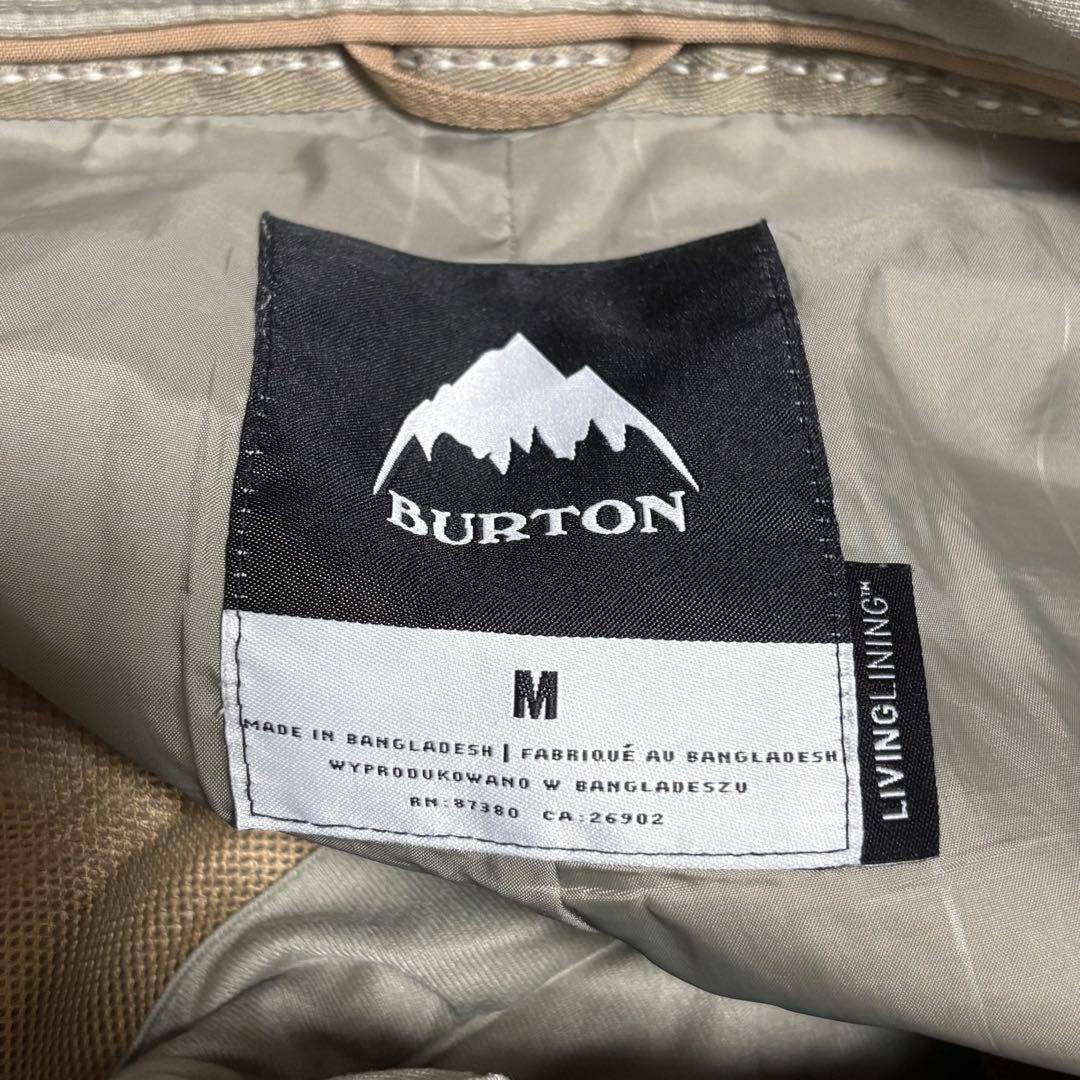 BURTON
M
MADE IN BANGLADESH | FABRIQUÉ AU BANGLADESH
WYPRODUKOWANO W BANGLADESZU
RN:87380 CA:26902
LIVINGLINING™